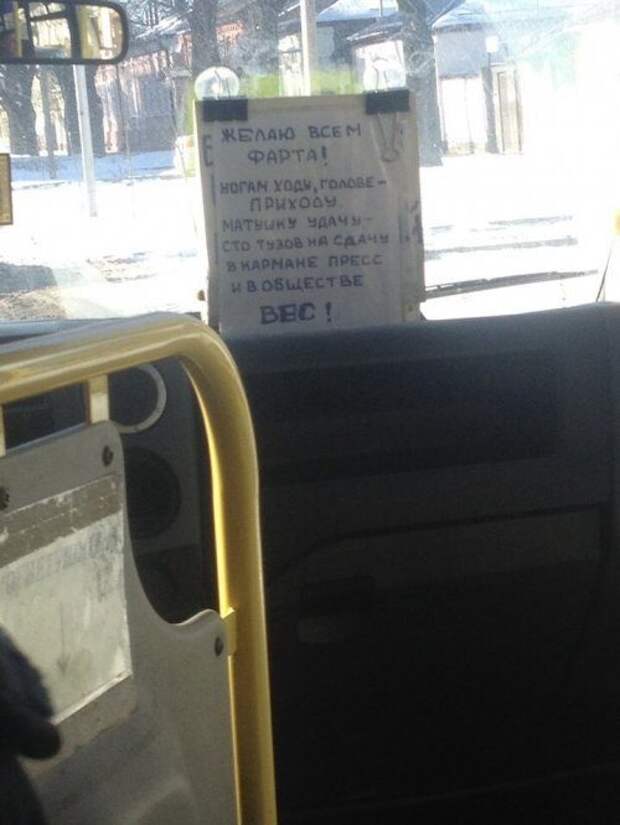 ЖЕЛАЮ ВСЕМ
ФАРТА!
НОГАМ ХОДУ, ГОЛОВЕ-
ПРИХОДУ
МАТУШКУ УДАЧУ-
СТО ТУЗОВ НА СДАЧУ
В КАРМАНЕ ПРЕСС
И В ОБЩЕСТВЕ
ВЕС!